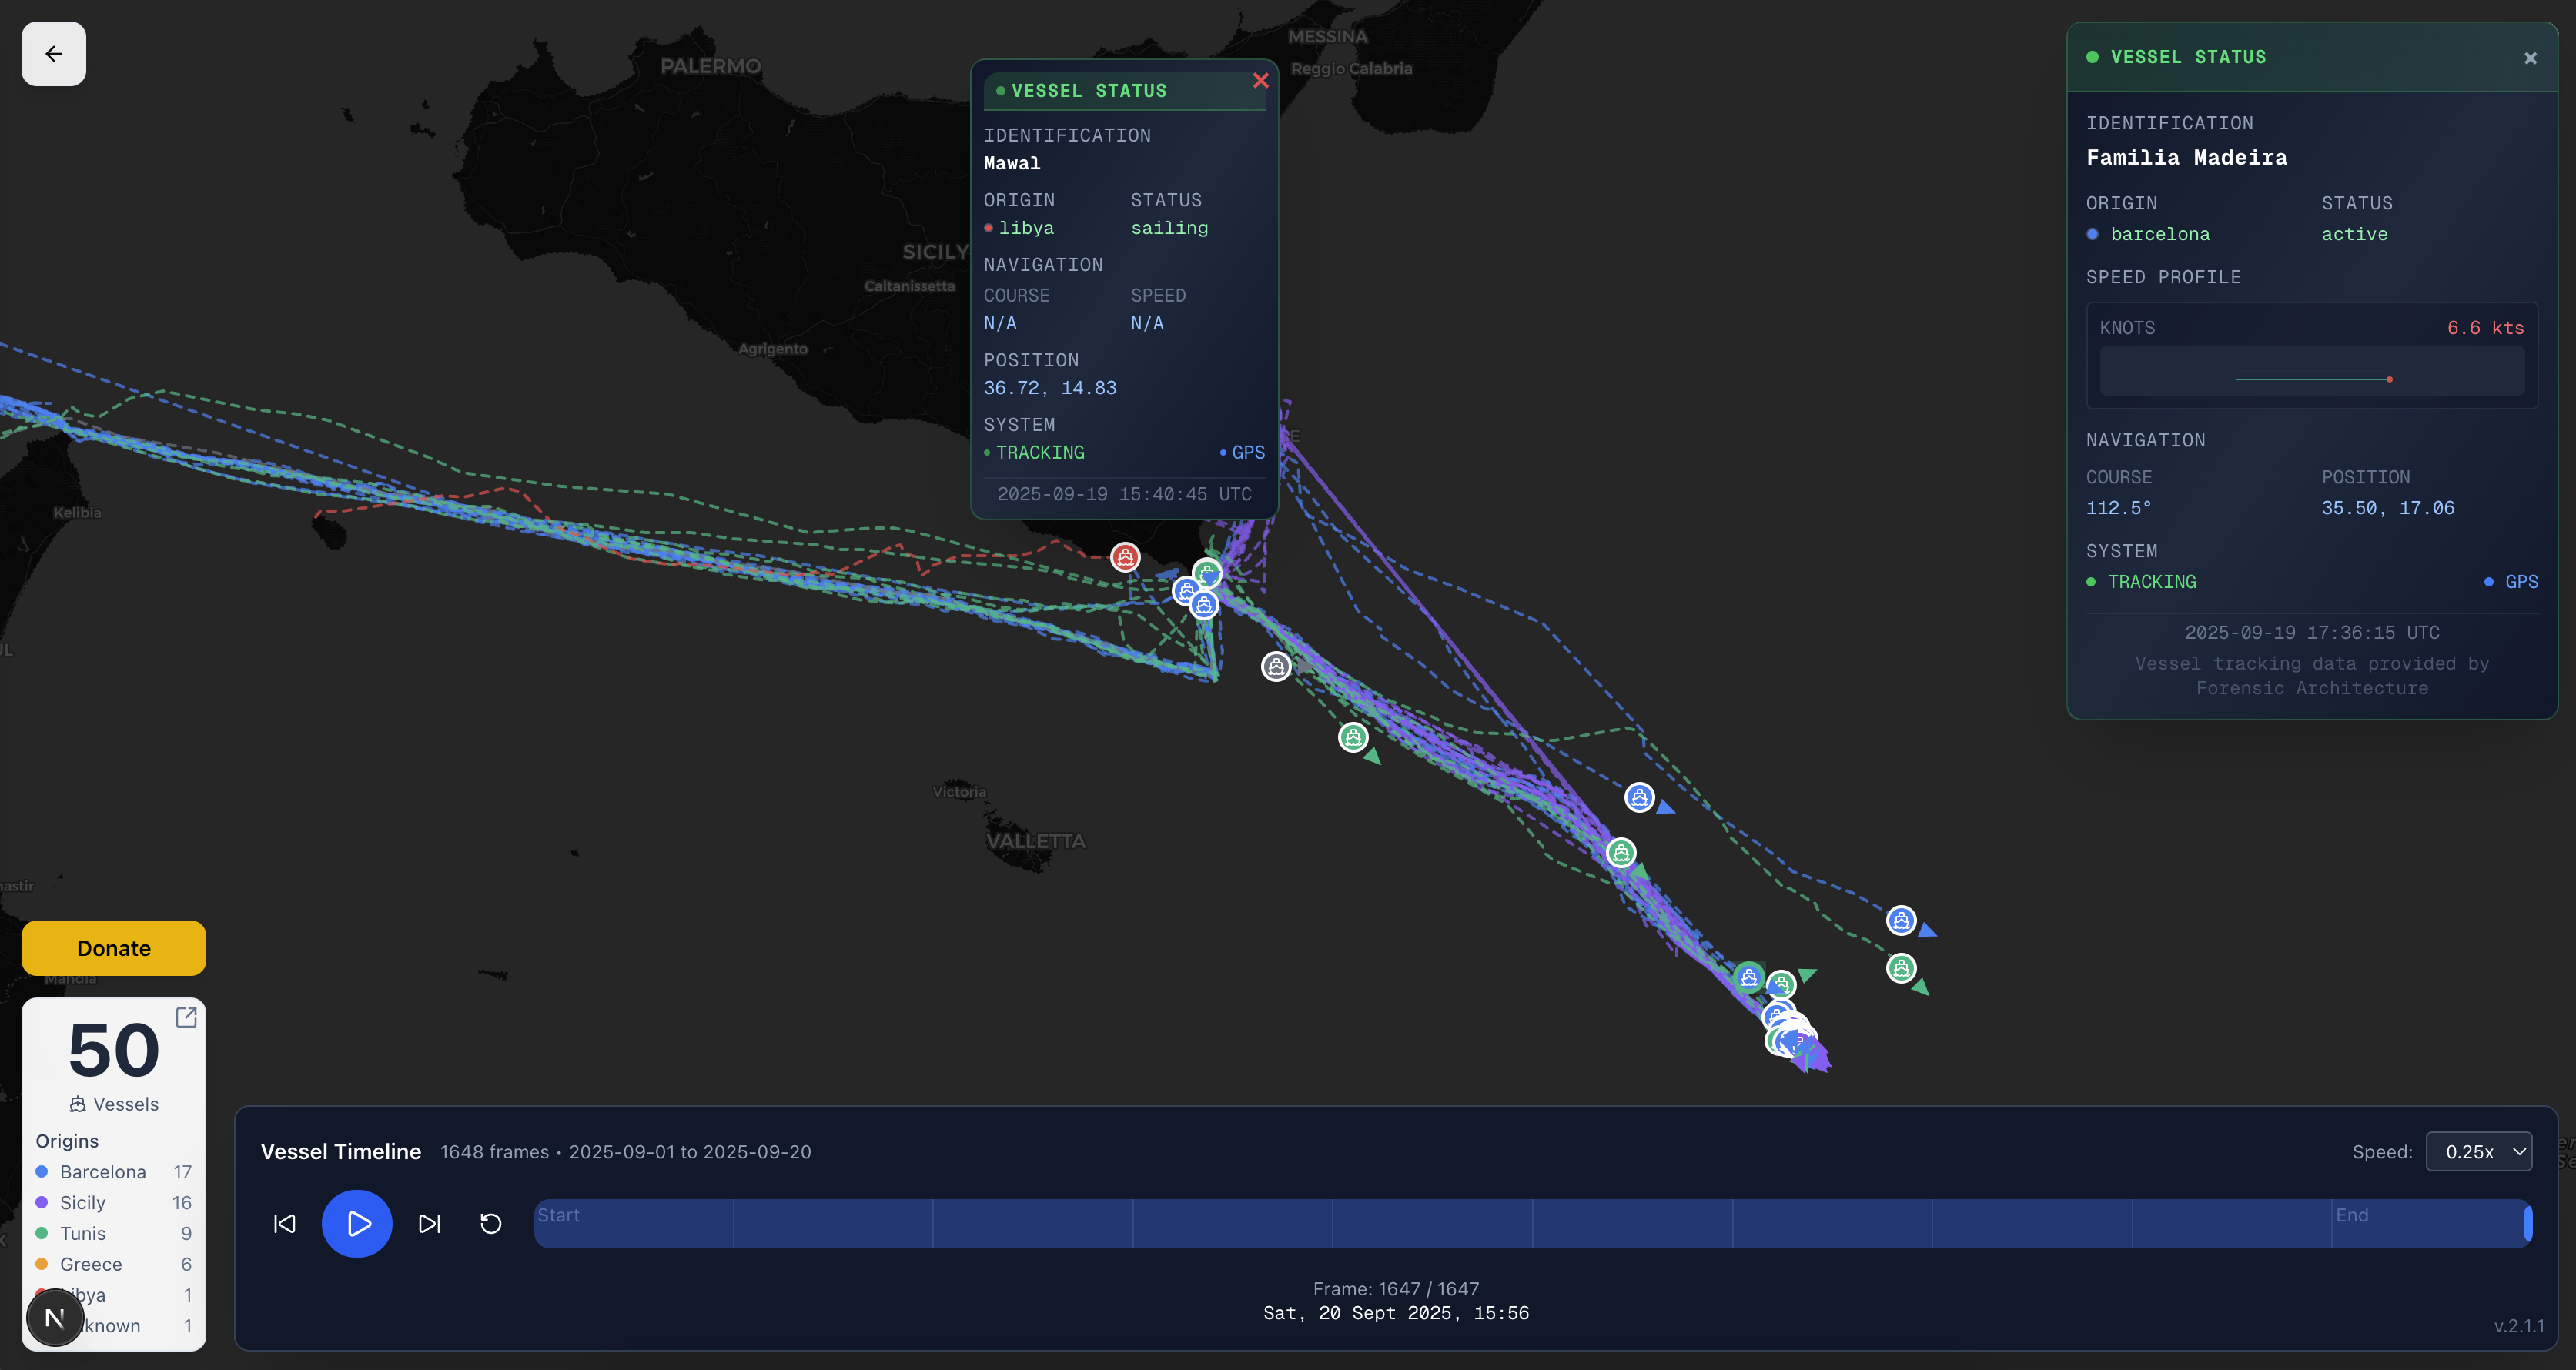 PALERMO
MESSINA
Reggio Calabria
SICILY
Caltanissetta
Agrigento
Kelibia
Victoria
VALLETTA
Mahdia
VESSEL STATUS
IDENTIFICATION
Mawal
ORIGIN STATUS
libya sailing
NAVIGATION
COURSE SPEED
N/A N/A
POSITION
36.72, 14.83
SYSTEM
TRACKING GPS
2025-09-19 15:40:45 UTC
VESSEL STATUS
IDENTIFICATION
Familia Madeira
ORIGIN STATUS
barcelona active
SPEED PROFILE
KNOTS 6.6 kts
NAVIGATION
COURSE POSITION
112.5° 35.50, 17.06
SYSTEM
TRACKING GPS
2025-09-19 17:36:15 UTC
Vessel tracking data provided by
Forensic Architecture
Donate
50
Vessels
Origins
Barcelona 17
Sicily 16
Tunis 9
Greece 6
ibya 1
known 1
N
Vessel Timeline 1648 frames • 2025-09-01 to 2025-09-20
Speed: 0.25x
Start End
Frame: 1647 / 1647
Sat, 20 Sept 2025, 15:56
v.2.1.1